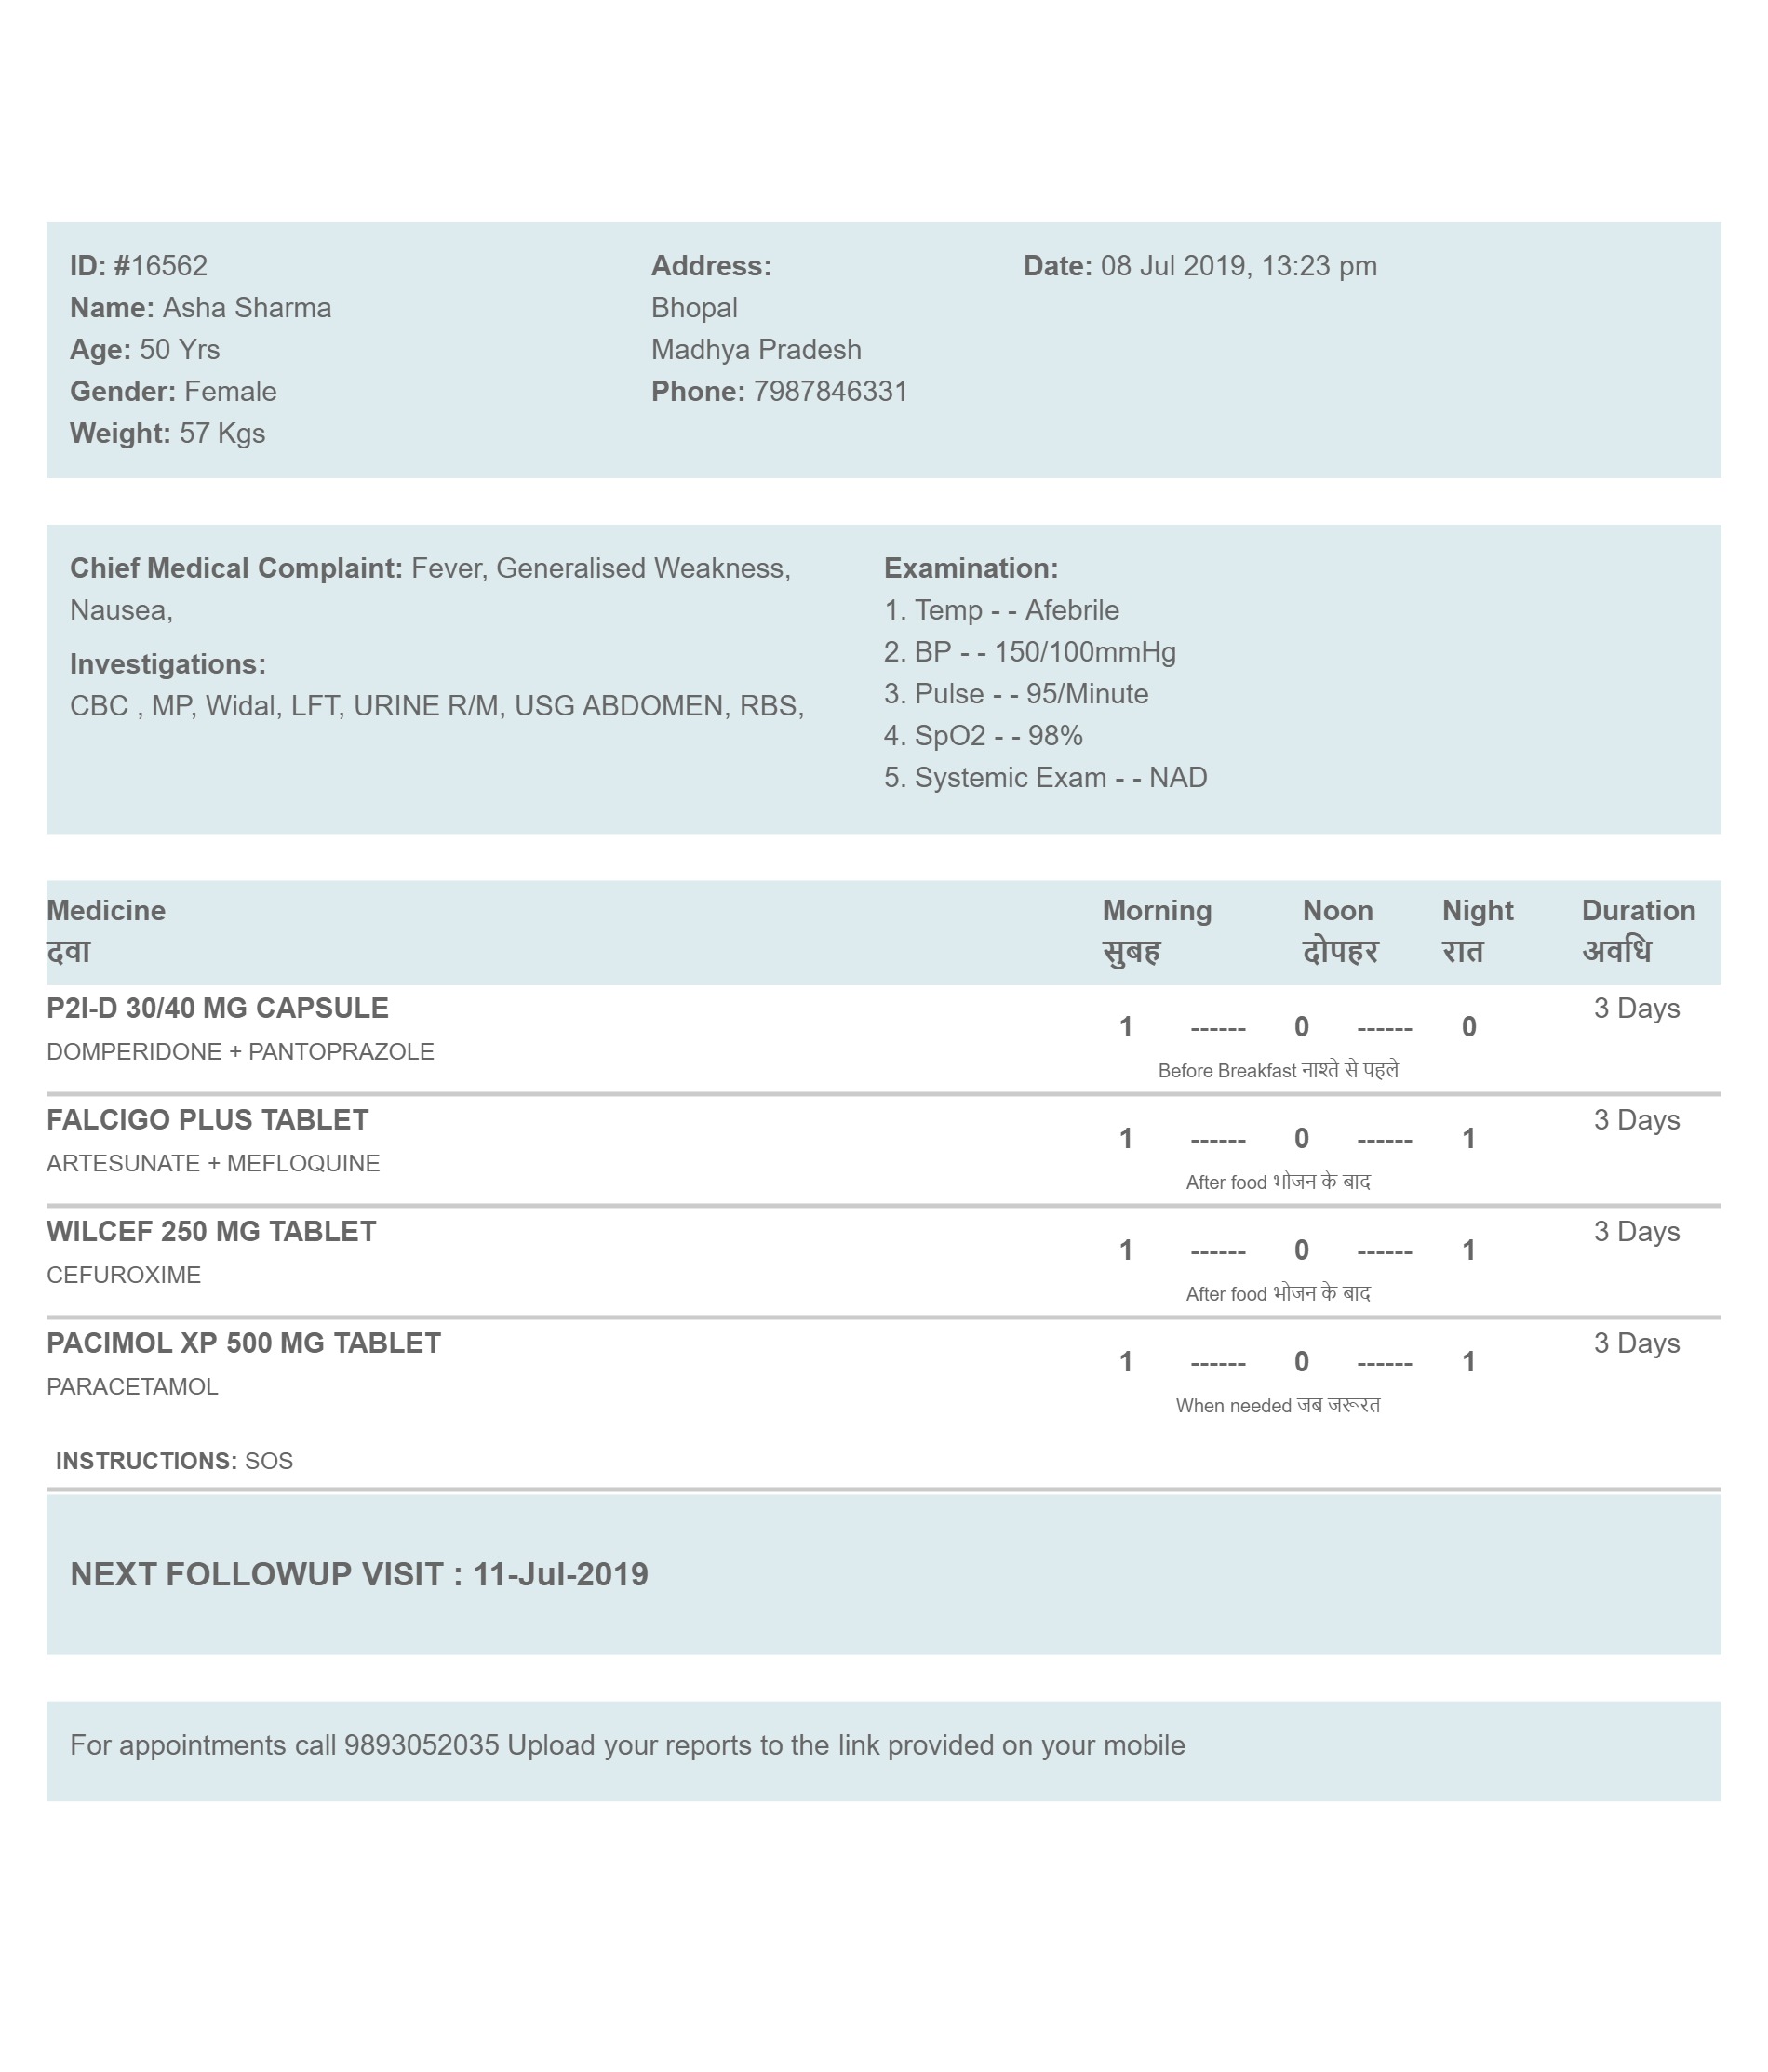 ID: #16562
Name: Asha Sharma
Age: 50 Yrs
Gender: Female
Weight: 57 Kgs
Address:
Bhopal
Madhya Pradesh
Phone: 7987846331
Date: 08 Jul 2019, 13:23 pm
Chief Medical Complaint: Fever, Generalised Weakness,
Nausea,
Investigations:
CBC , MP, Widal, LFT, URINE R/M, USG ABDOMEN, RBS,
Examination:
1. Temp - - Afebrile
2. BP - - 150/100mmHg
3. Pulse - - 95/Minute
4. SpO2 - - 98%
5. Systemic Exam - - NAD
Medicine Morning Noon Night Duration
दवा सुबह दोपहर रात अवधि
P2I-D 30/40 MG CAPSULE 1 ------ 0 ------ 0 3 Days
DOMPERIDONE + PANTOPRAZOLE Before Breakfast नाश्ते से पहले
FALCIGO PLUS TABLET 1 ------ 0 ------ 1 3 Days
ARTESUNATE + MEFLOQUINE After food भोजन के बाद
WILCEF 250 MG TABLET 1 ------ 0 ------ 1 3 Days
CEFUROXIME After food भोजन के बाद
PACIMOL XP 500 MG TABLET 1 ------ 0 ------ 1 3 Days
PARACETAMOL When needed जब जरूरत
INSTRUCTIONS: SOS
NEXT FOLLOWUP VISIT : 11-Jul-2019
For appointments call 9893052035 Upload your reports to the link provided on your mobile